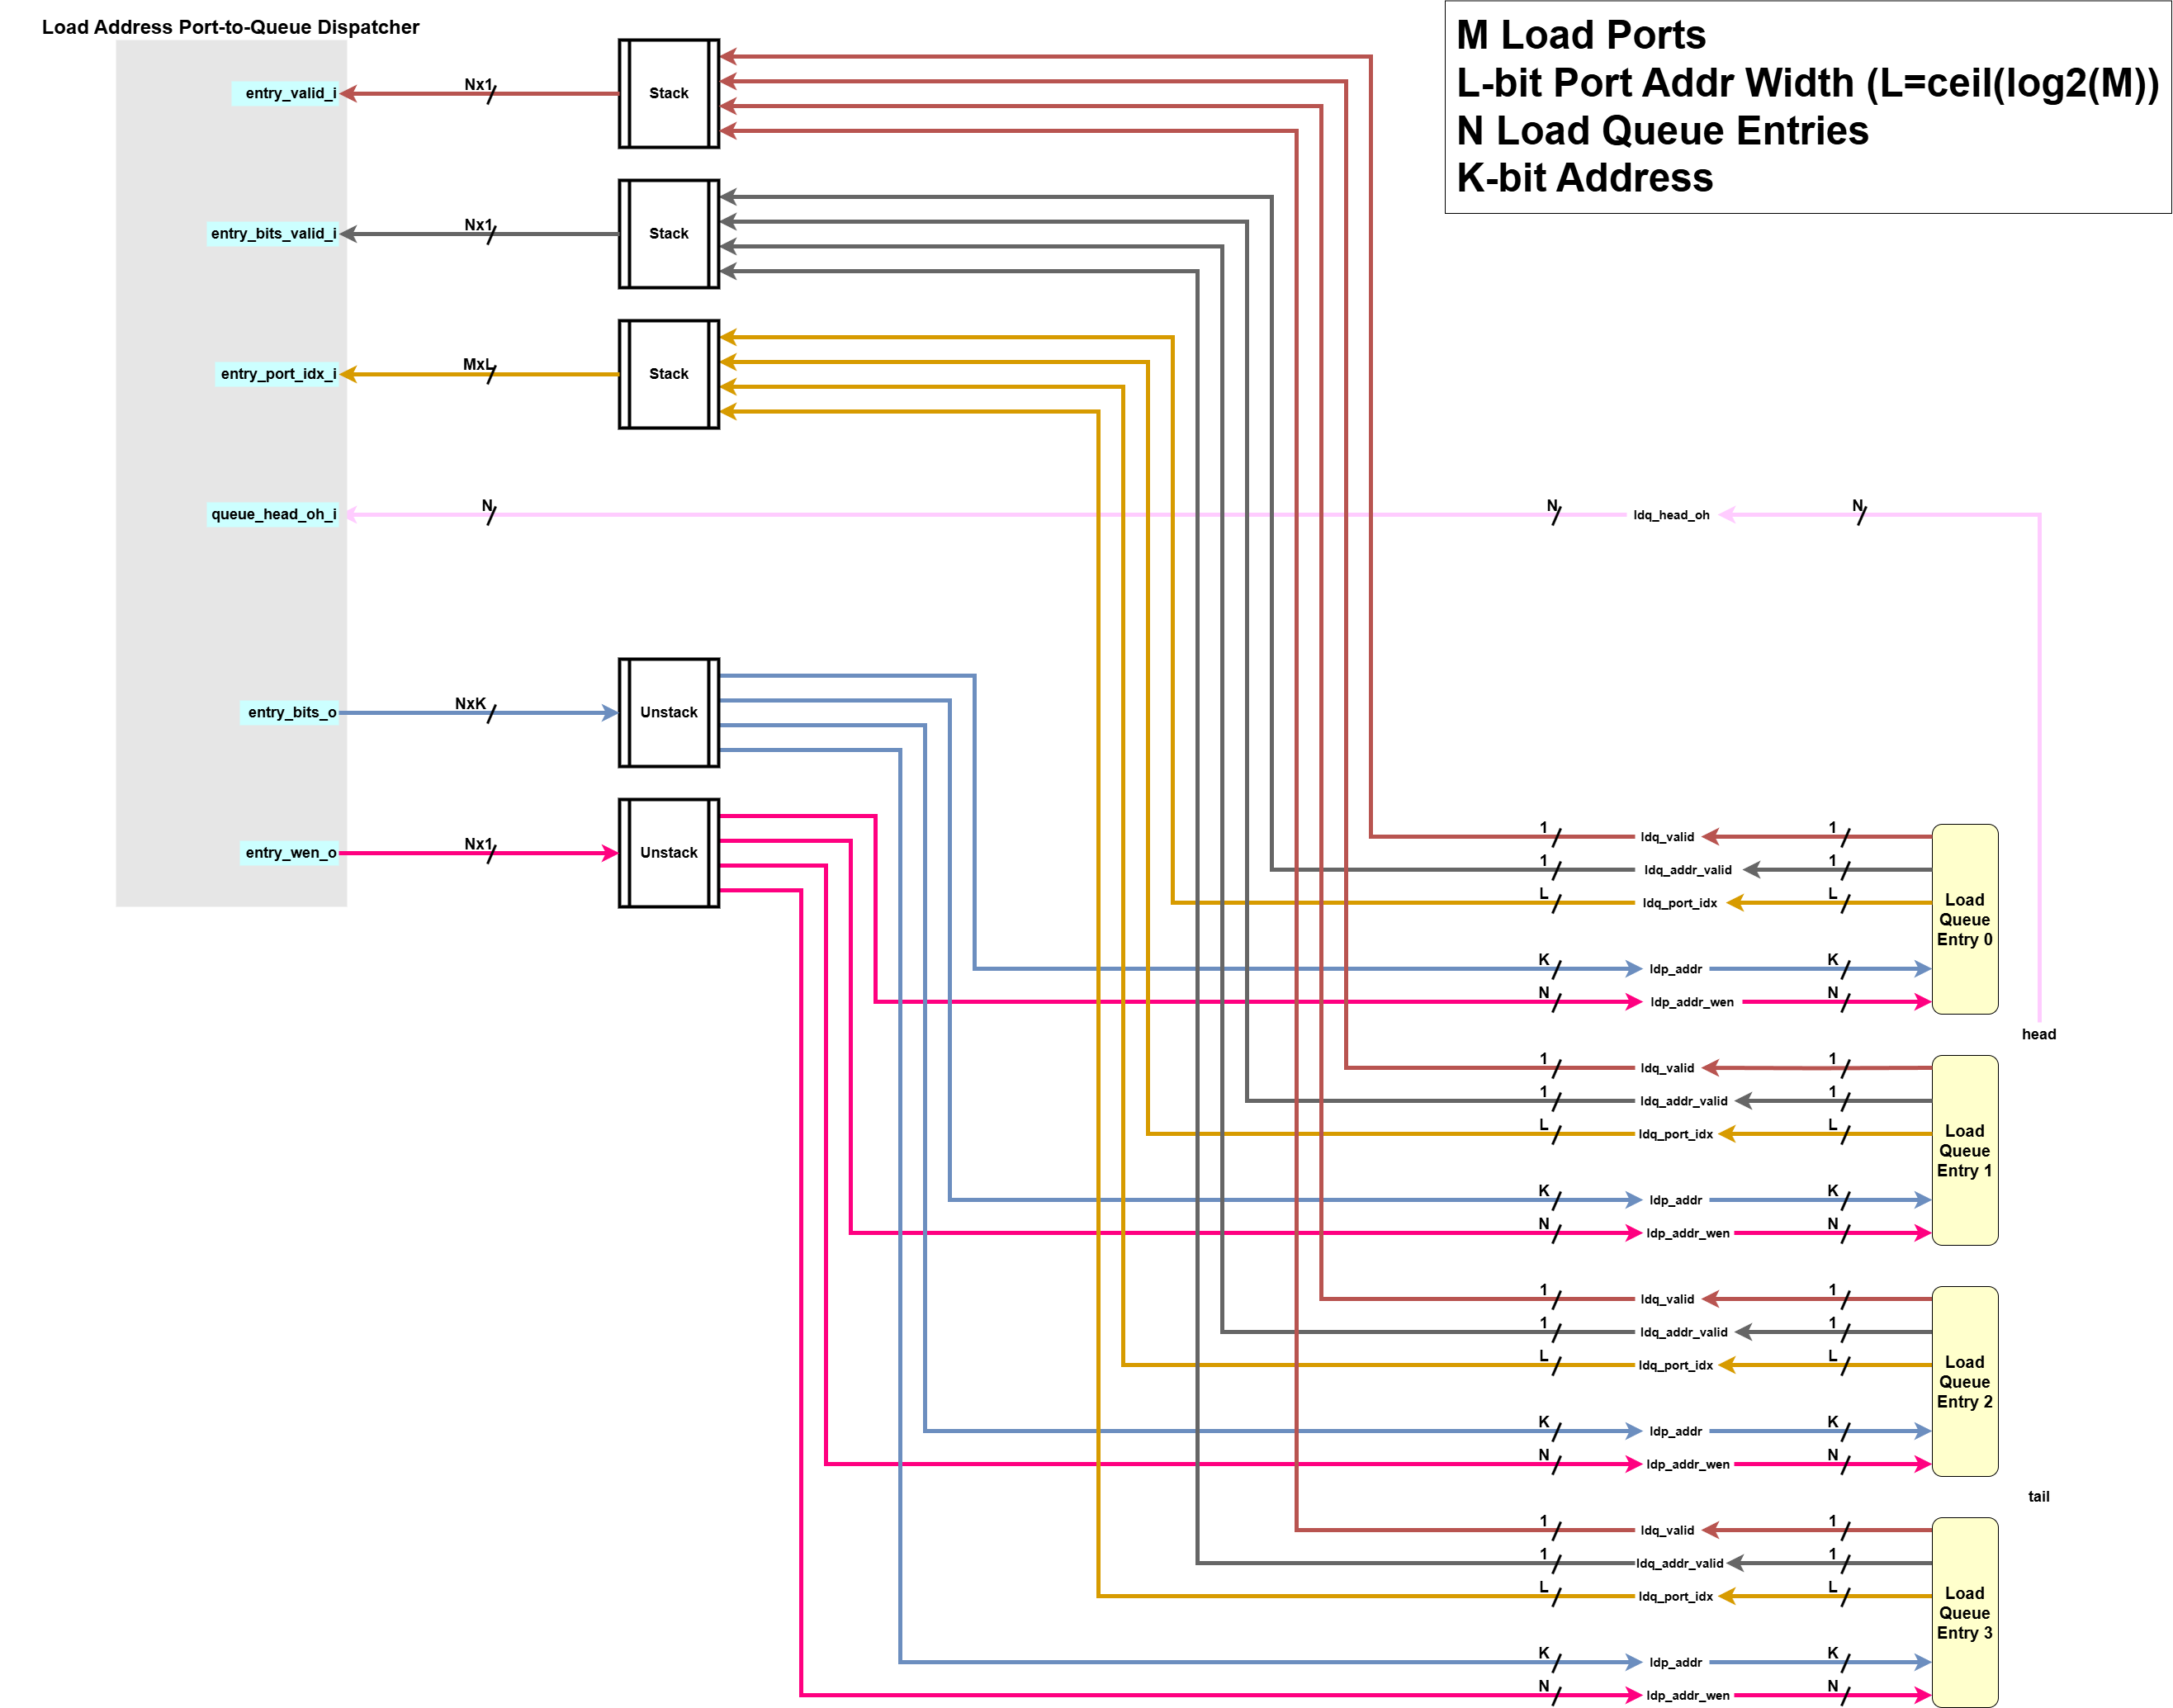 Load Address Port-to-Queue Dispatcher
M Load Ports
L-bit Port Addr Width (L=ceil(log2(M))
N Load Queue Entries
K-bit Address
entry_valid_i
Nx1
Stack
entry_bits_valid_i
Nx1
Stack
entry_port_idx_i
MxL
Stack
queue_head_oh_i
N
N
ldq_head_oh
N
entry_bits_o
NxK
Unstack
entry_wen_o
Nx1
Unstack
1
ldq_valid
1
1
ldq_addr_valid
1
L
ldq_port_idx
L
Load
Queue
Entry 0
K
ldp_addr
K
N
ldp_addr_wen
N
head
1
ldq_valid
1
1
ldq_addr_valid
1
L
ldq_port_idx
L
Load
Queue
Entry 1
K
ldp_addr
K
N
ldp_addr_wen
N
1
ldq_valid
1
1
ldq_addr_valid
1
L
ldq_port_idx
L
Load
Queue
Entry 2
K
ldp_addr
K
N
ldp_addr_wen
N
tail
1
ldq_valid
1
1
ldq_addr_valid
1
L
ldq_port_idx
L
Load
Queue
Entry 3
K
ldp_addr
K
N
ldp_addr_wen
N